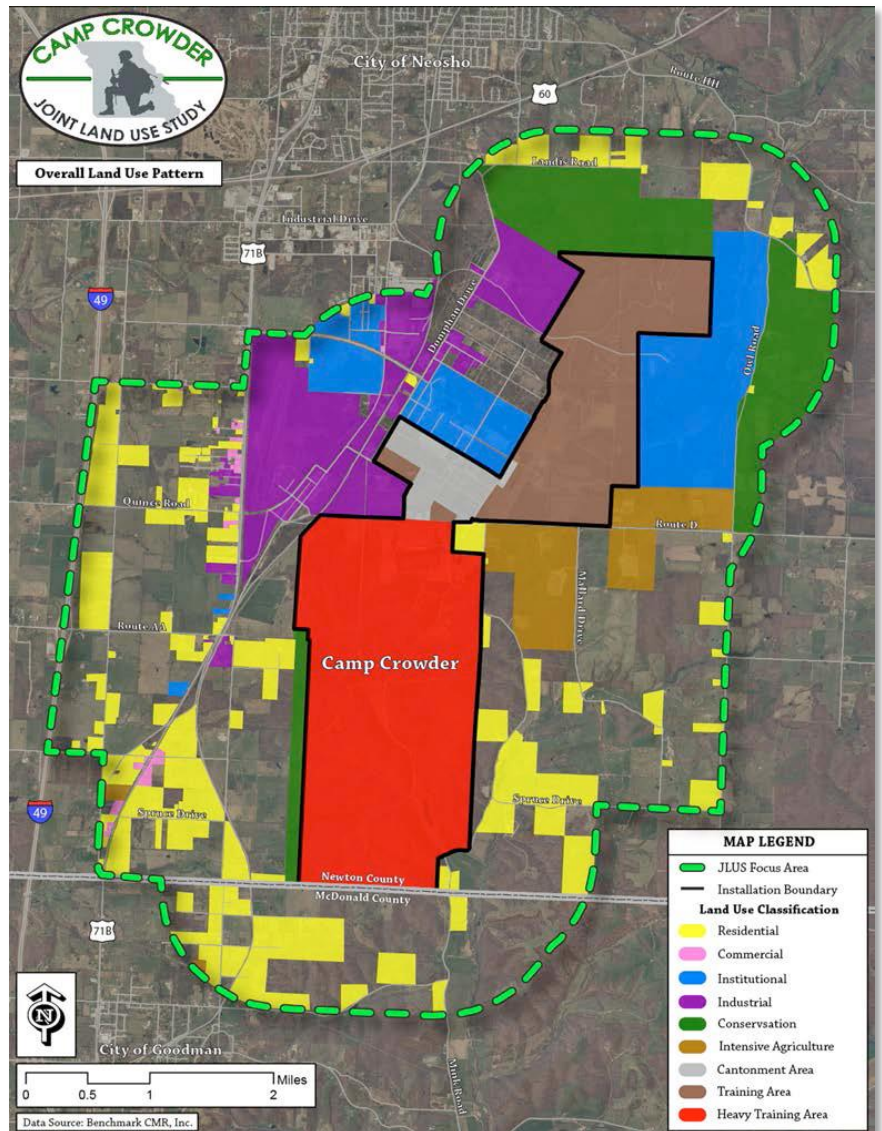 CAMP CROWDER
JOINT LAND USE STUDY
Overall Land Use Pattern
City of Neosho
60
Route HH
Landis Road
Industrial Drive
71B
49
Doniphan Drive
Owl Road
Quince Road
Route D
Mallard Drive
Route AA
Camp Crowder
Spruce Drive
Spruce Drive
49
Newton County
McDonald County
71B
N
City of Goodman
Mink Road
Miles
0 0.5 1 2
Data Source: Benchmark CMR, Inc.
MAP LEGEND
JLUS Focus Area
Installation Boundary
Land Use Classification
Residential
Commercial
Institutional
Industrial
Conservsation
Intensive Agriculture
Cantonment Area
Training Area
Heavy Training Area